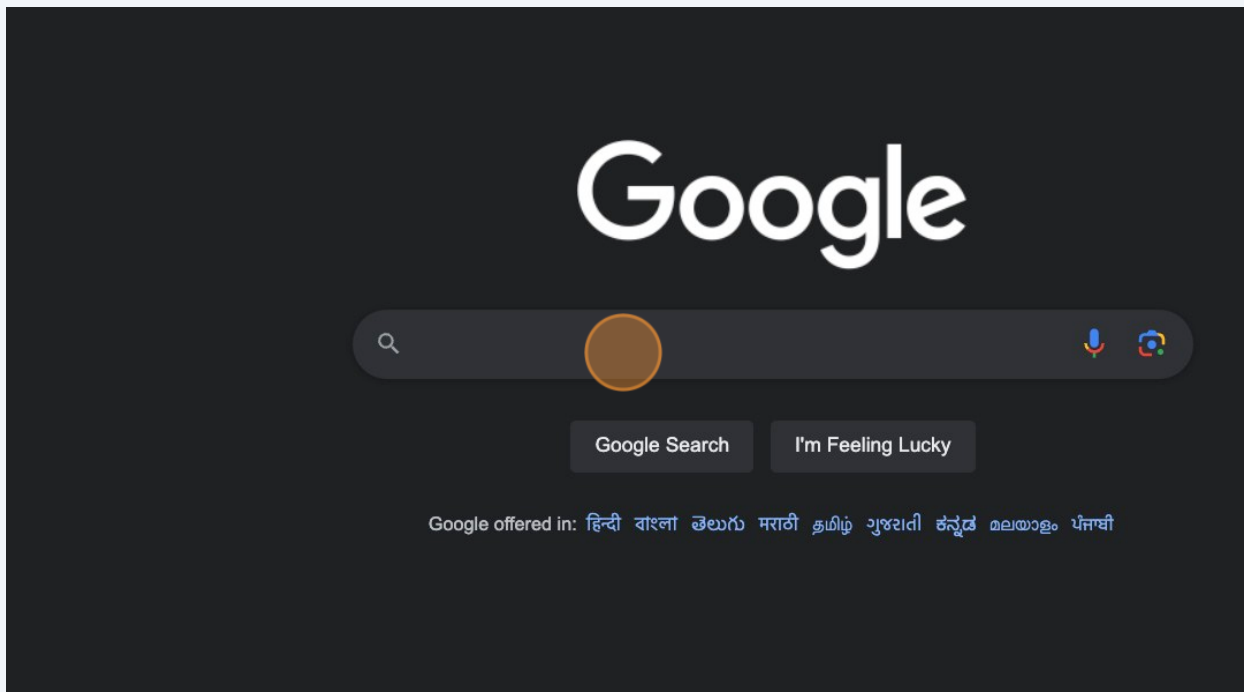 Google
Google Search
I'm Feeling Lucky
Google offered in: हिन्दी বাংলা తెలుగు मराठी தமிழ் ગુજરાતી ಕನ್ನಡ മലയാളം ਪੰਜਾਬੀ